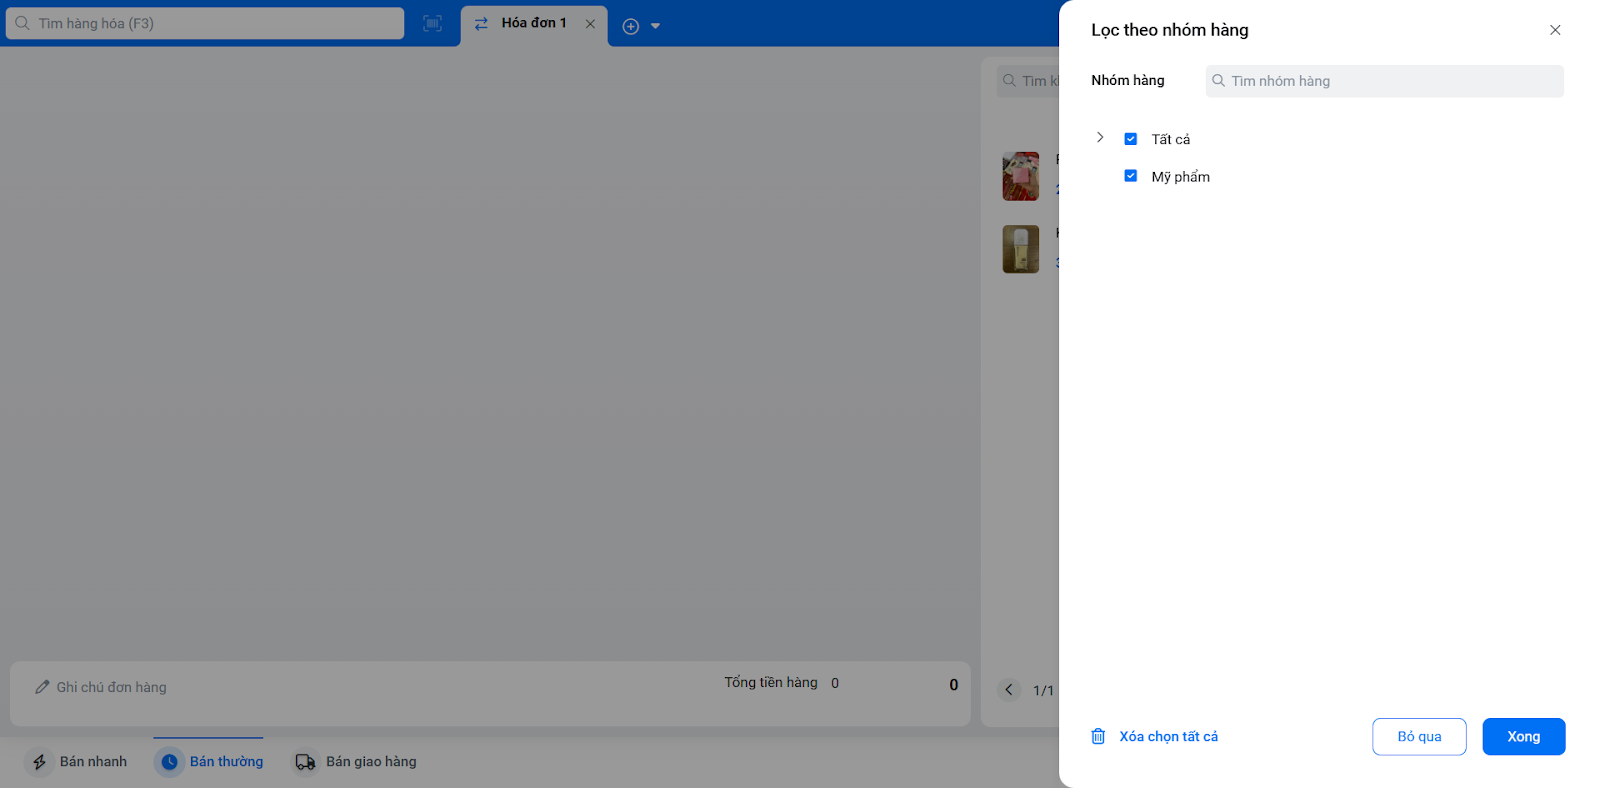 Tìm hàng hóa (F3)
Hóa đơn 1
Tìm
Ghi chú đơn hàng
Tổng tiền hàng 0
0
1/1
Bán nhanh
Bán thường
Bán giao hàng
Lọc theo nhóm hàng
Nhóm hàng
Tìm nhóm hàng
Tất cả
Mỹ phẩm
Xóa chọn tất cả
Bỏ qua
Xong